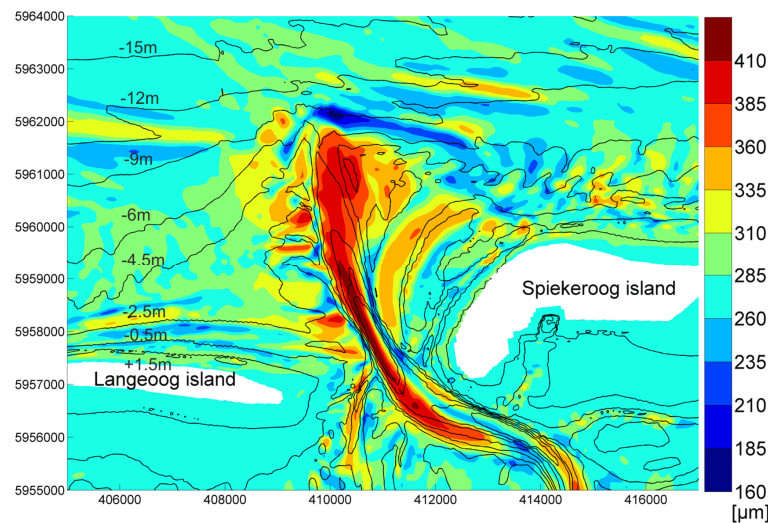 5964000
5963000
5962000
5961000
5960000
5959000
5958000
5957000
5956000
5955000
406000 408000 410000 412000 414000 416000
-15m
-12m
-9m
-6m
-4.5m
-2.5m
-0.5m
+1.5m
Langeoog island
Spiekeroog island
410
385
360
335
310
285
260
235
210
185
160
[µm]